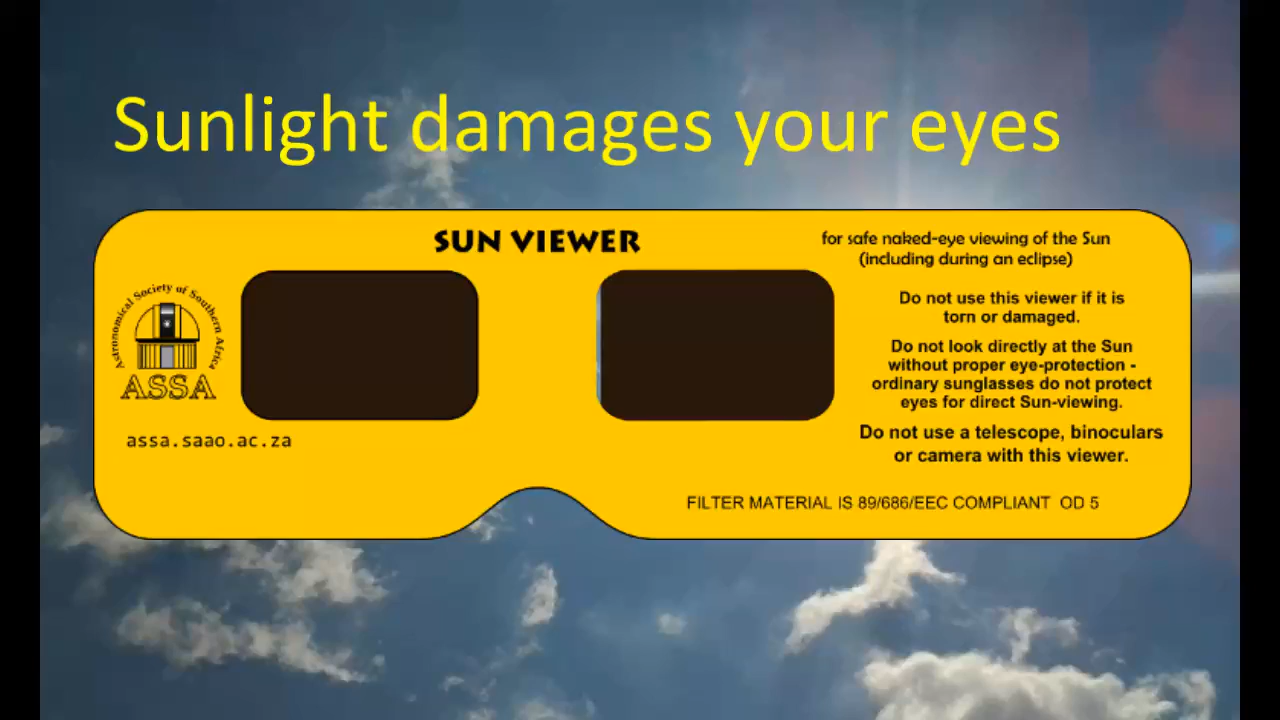 Sunlight damages your eyes
SUN VIEWER
for safe naked-eye viewing of the Sun
(including during an eclipse)
Astronomical Society of Southern Africa
ASSA
assa.saao.ac.za
Do not use this viewer if it is
torn or damaged.
Do not look directly at the Sun
without proper eye-protection -
ordinary sunglasses do not protect
eyes for direct Sun-viewing.
Do not use a telescope, binoculars
or camera with this viewer.
FILTER MATERIAL IS 89/686/EEC COMPLIANT OD 5